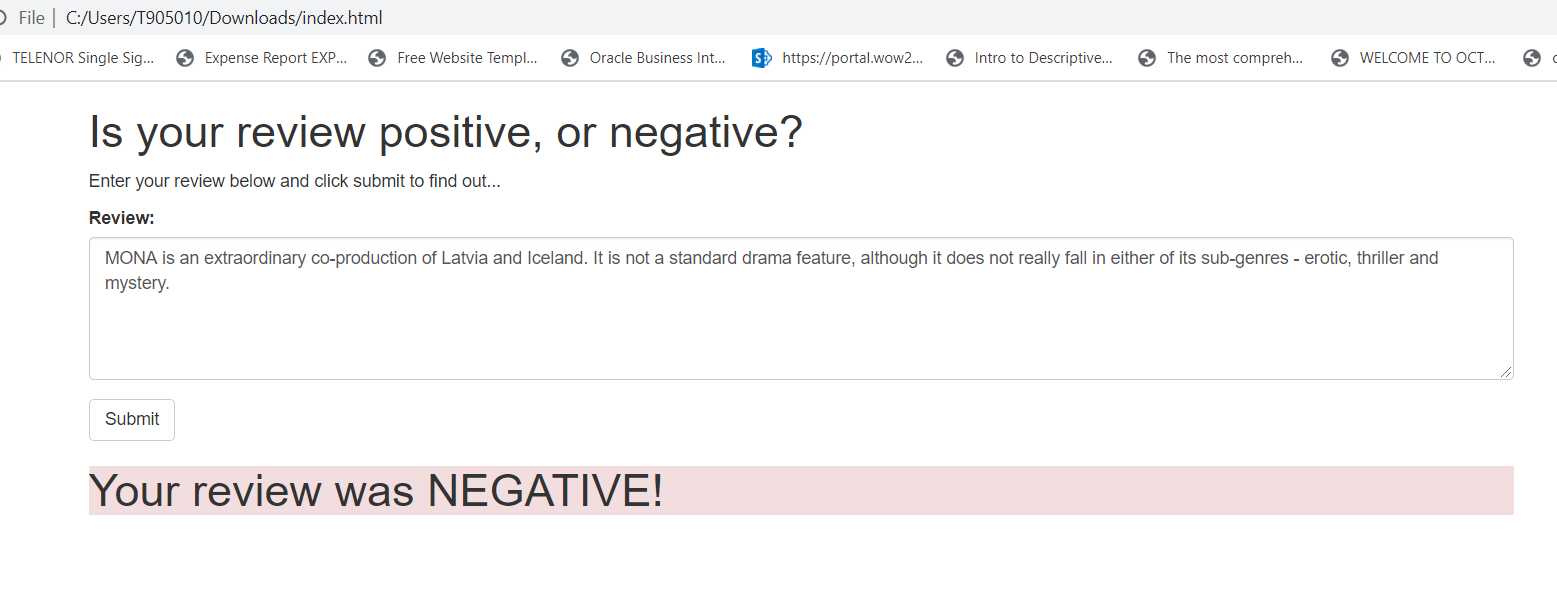 File | C:/Users/T905010/Downloads/index.html
TELENOR Single Sig... Expense Report EXP... Free Website Templ... Oracle Business Int... https://portal.wow2... Intro to Descriptive... The most compreh... WELCOME TO OCT...
Is your review positive, or negative?
Enter your review below and click submit to find out...
Review:
MONA is an extraordinary co-production of Latvia and Iceland. It is not a standard drama feature, although it does not really fall in either of its sub-genres - erotic, thriller and
mystery.
Submit
Your review was NEGATIVE!